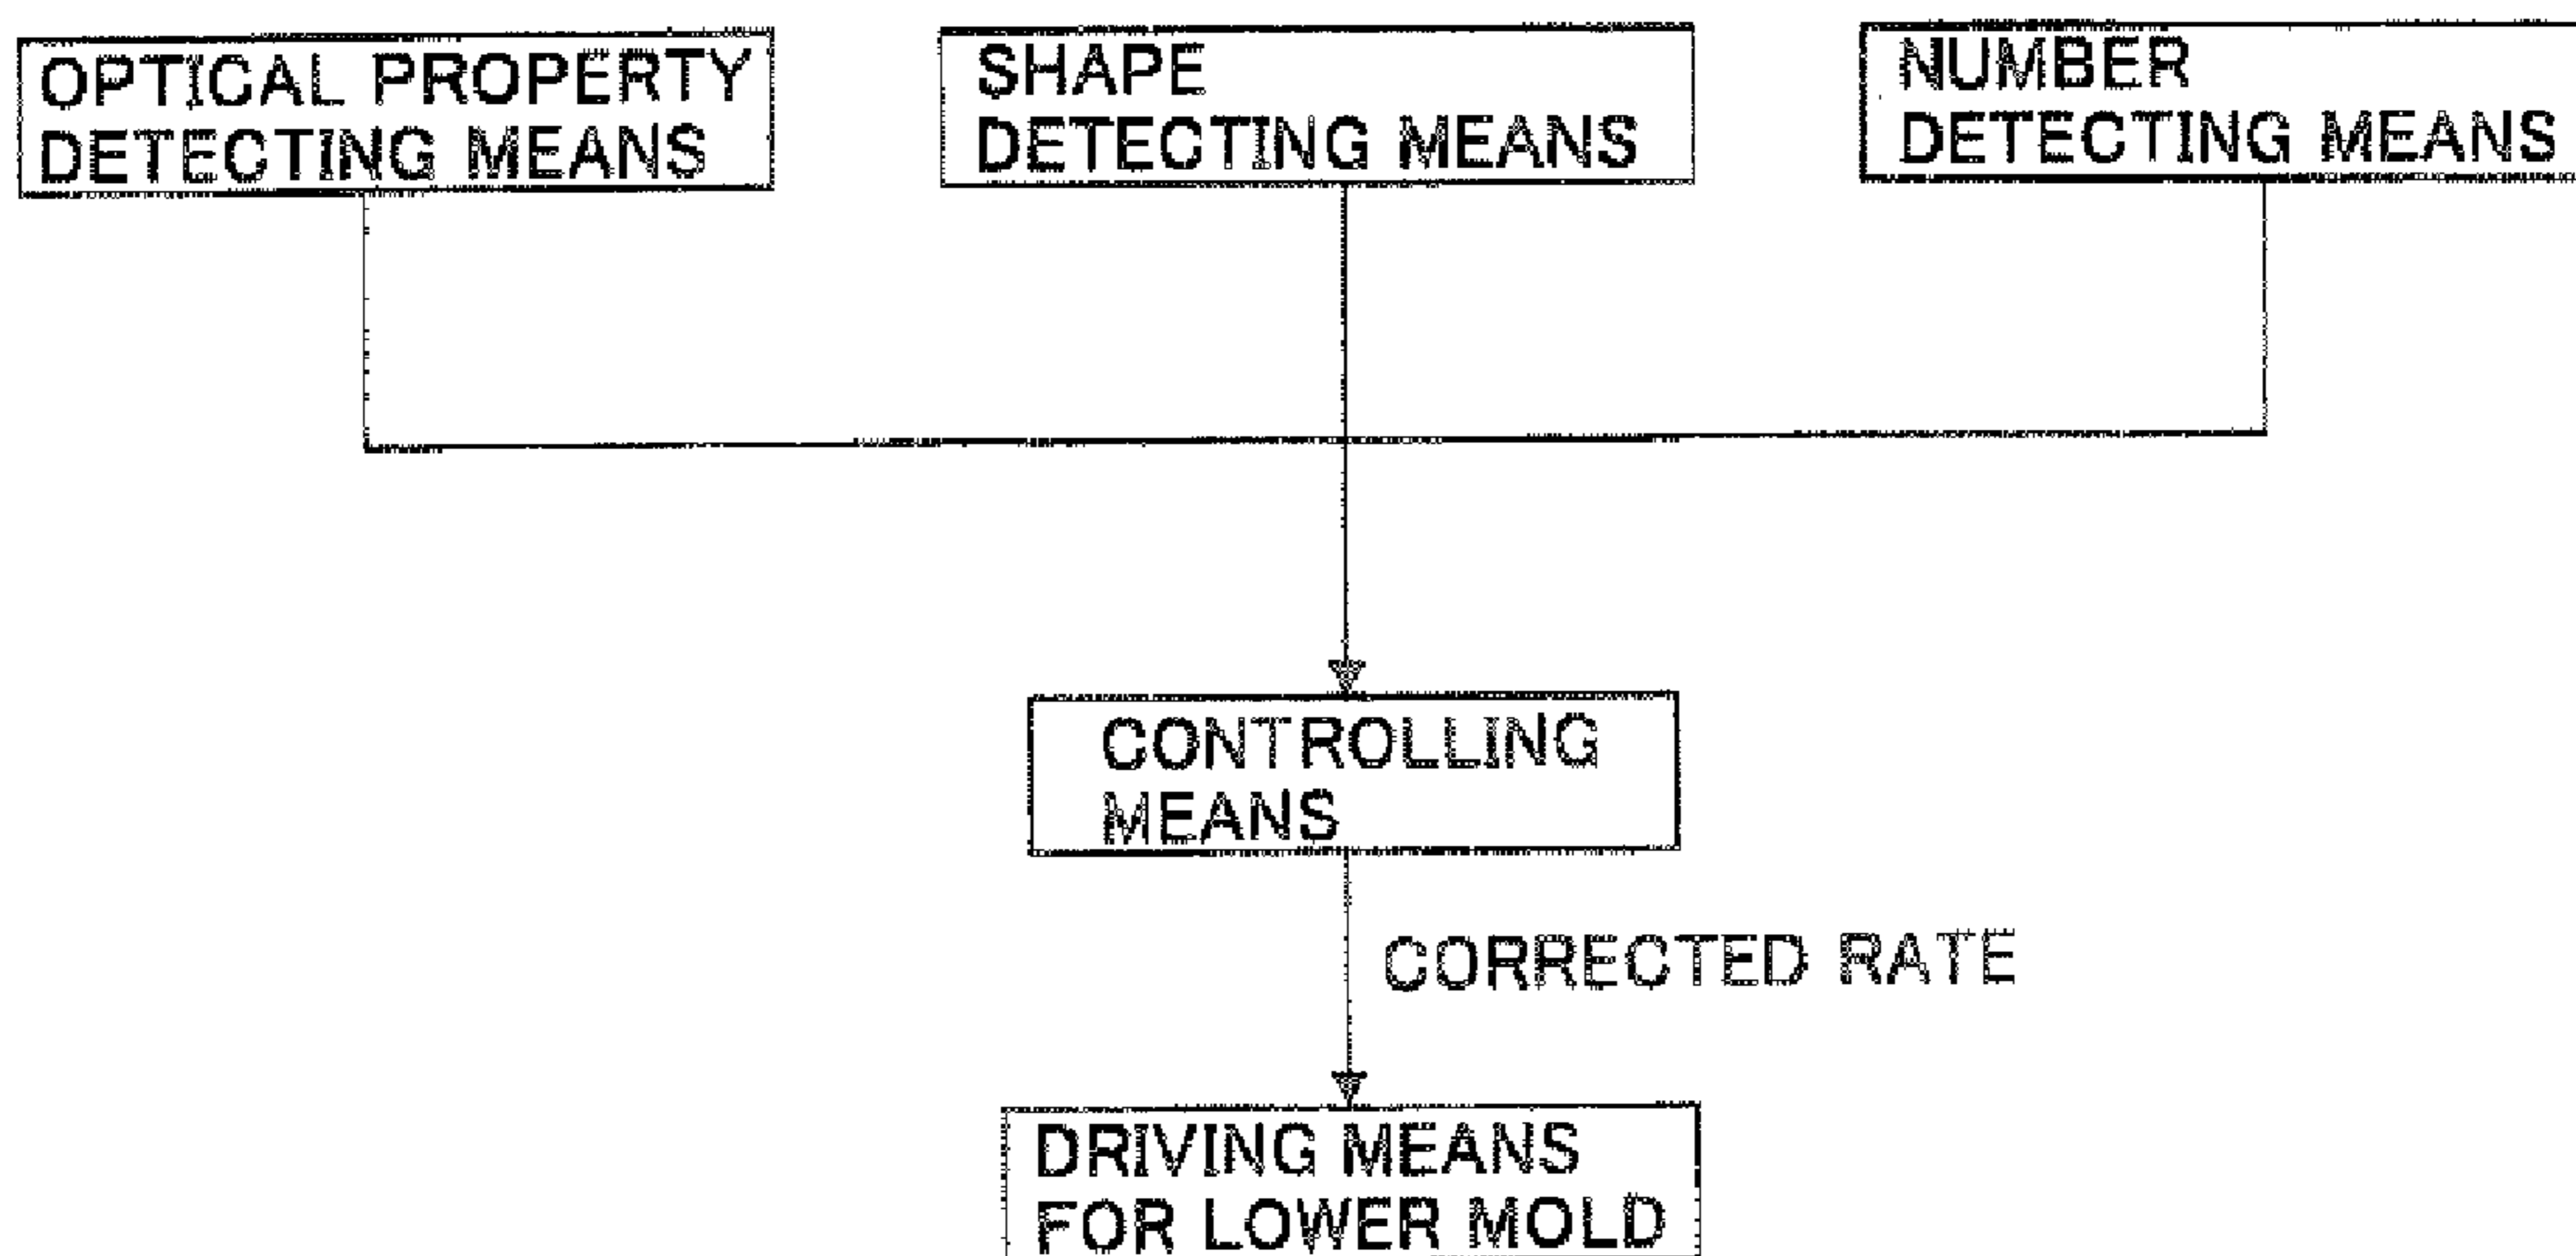 OPTICAL PROPERTY
DETECTING MEANS
SHAPE
DETECTING MEANS
NUMBER
DETECTING MEANS
CONTROLLING
MEANS
CORRECTED RATE
DRIVING MEANS
FOR LOWER MOLD